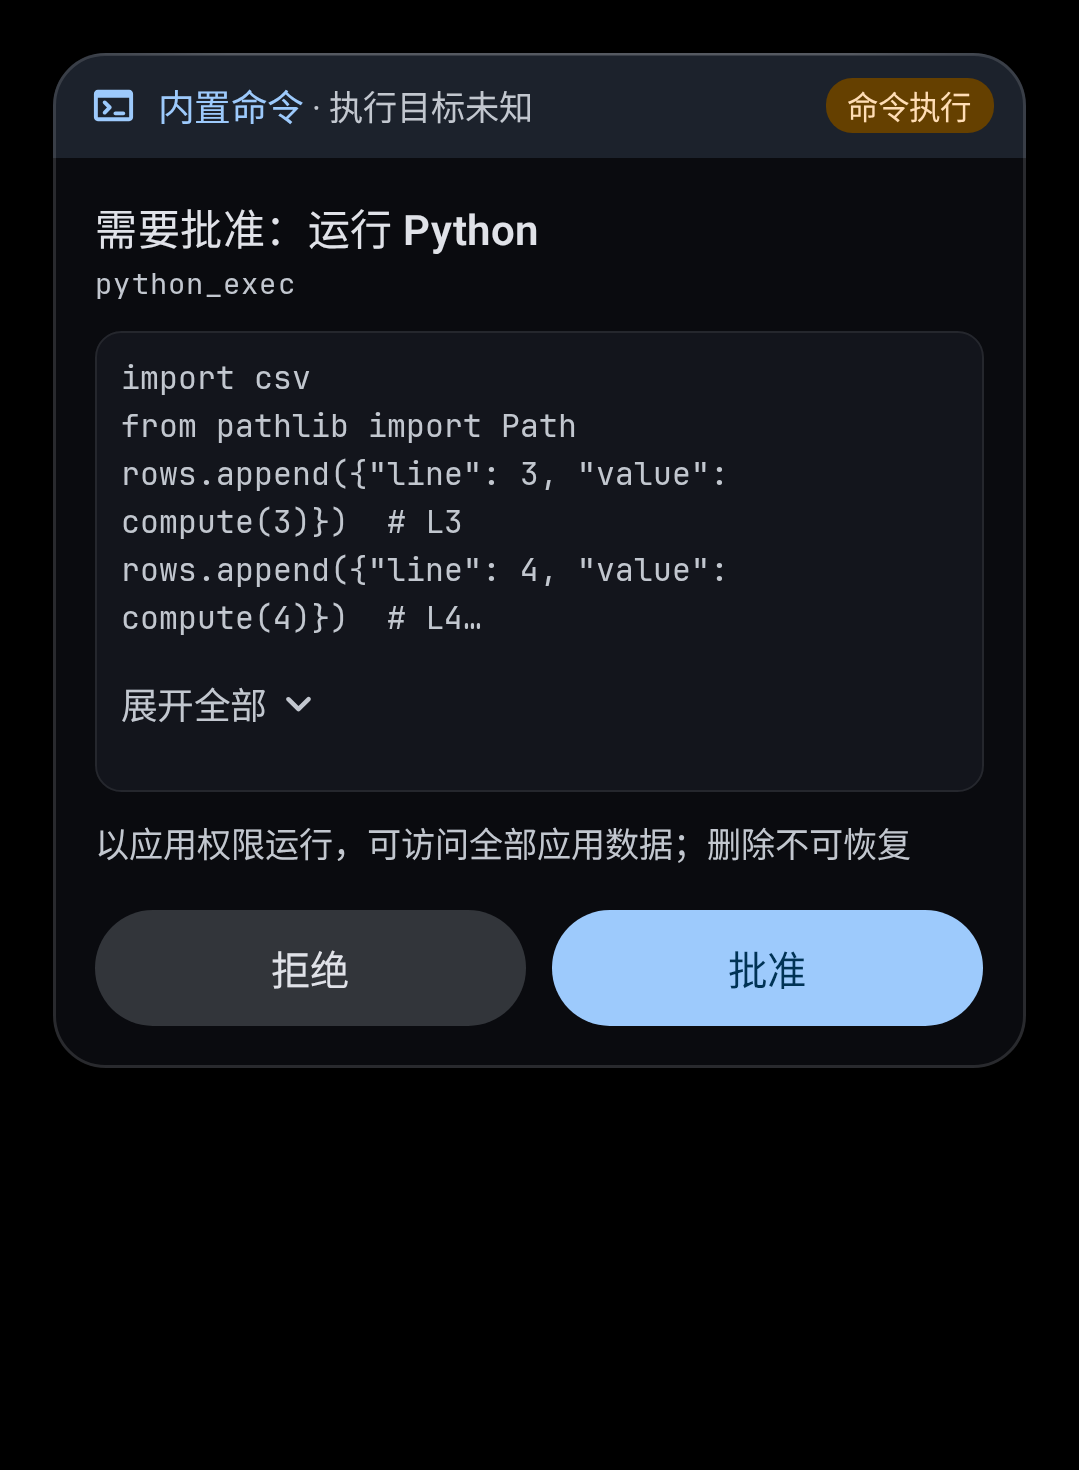 内置命令 · 执行目标未知
命令执行
需要批准：运行 Python
python_exec
import csv
from pathlib import Path
rows.append({"line": 3, "value":
compute(3)})  # L3
rows.append({"line": 4, "value":
compute(4)})  # L4…
展开全部
以应用权限运行，可访问全部应用数据；删除不可恢复
拒绝
批准